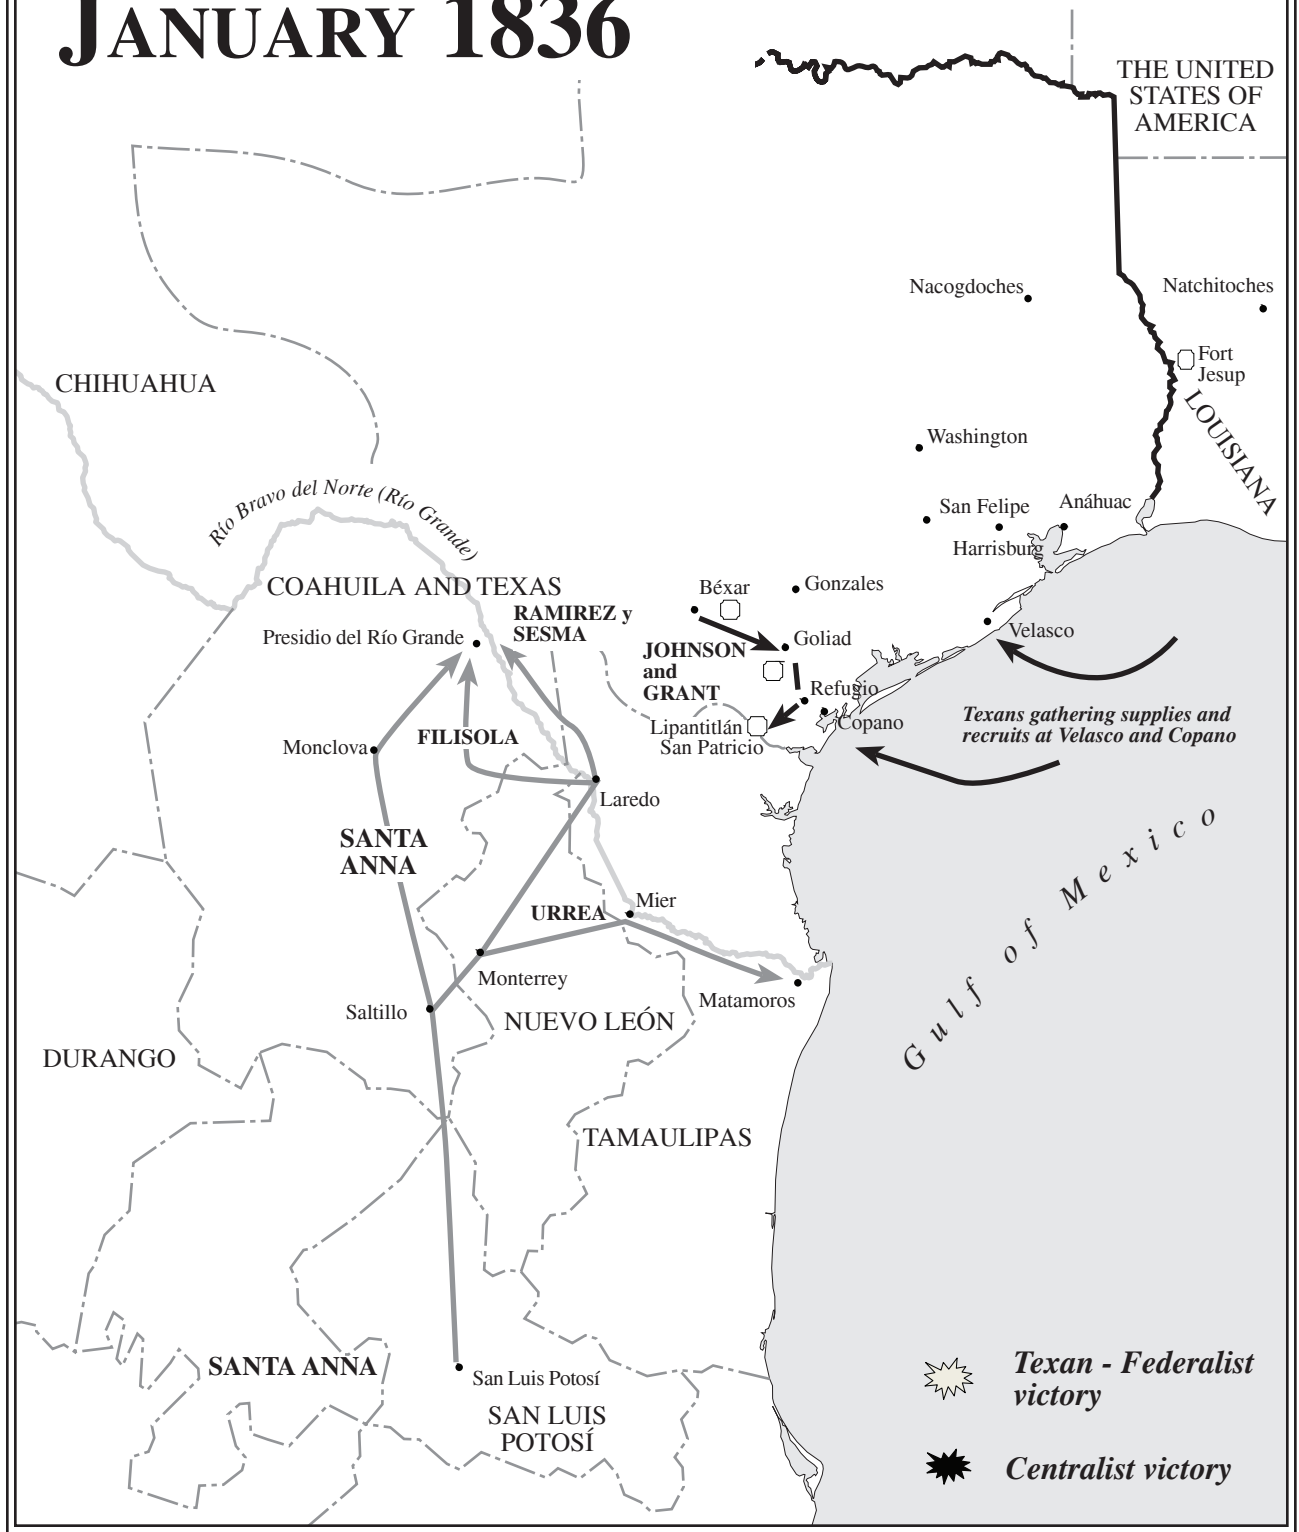 JANUARY 1836
THE UNITED
STATES OF
AMERICA
Nacogdoches
Natchitoches
Fort
Jesup
CHIHUAHUA
LOUISIANA
Washington
Río Bravo del Norte (Río Grande)
San Felipe
Anáhuac
Harrisburg
COAHUILA AND TEXAS
Béxar
Gonzales
RAMIREZ y
SESMA
Presidio del Río Grande
Velasco
Goliad
JOHNSON
and
GRANT
Refugio
Lipantitlán
San Patricio
Copano
Texans gathering supplies and
recruits at Velasco and Copano
Monclova
FILISOLA
Laredo
SANTA
ANNA
Gulf of Mexico
Mier
URREA
Monterrey
Matamoros
Saltillo
NUEVO LEÓN
DURANGO
TAMAULIPAS
SANTA ANNA
San Luis Potosí
SAN LUIS
POTOSÍ
Texan - Federalist
victory
Centralist victory